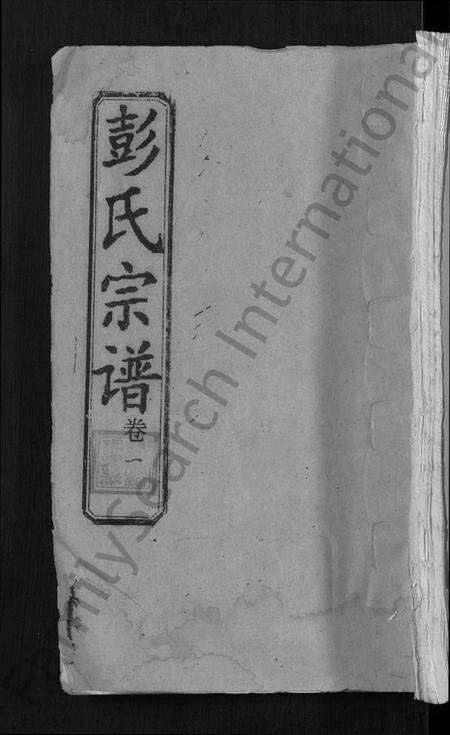 彭氏宗谱
卷一
FamilySearch International